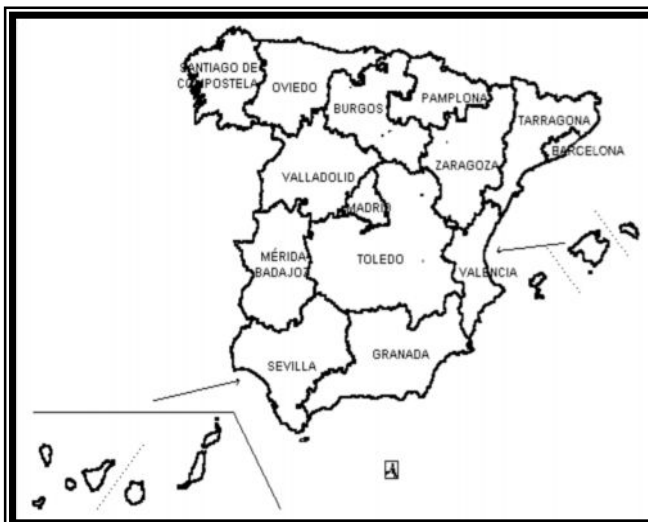 SANTIAGO DE
COMPOSTELA
OVIEDO
BURGOS
PAMPLONA
TARRAGONA
BARCELONA
ZARAGOZA
VALLADOLID
MADRID
MÉRIDA
BADAJOZ
TOLEDO
VALENCIA
SEVILLA
GRANADA